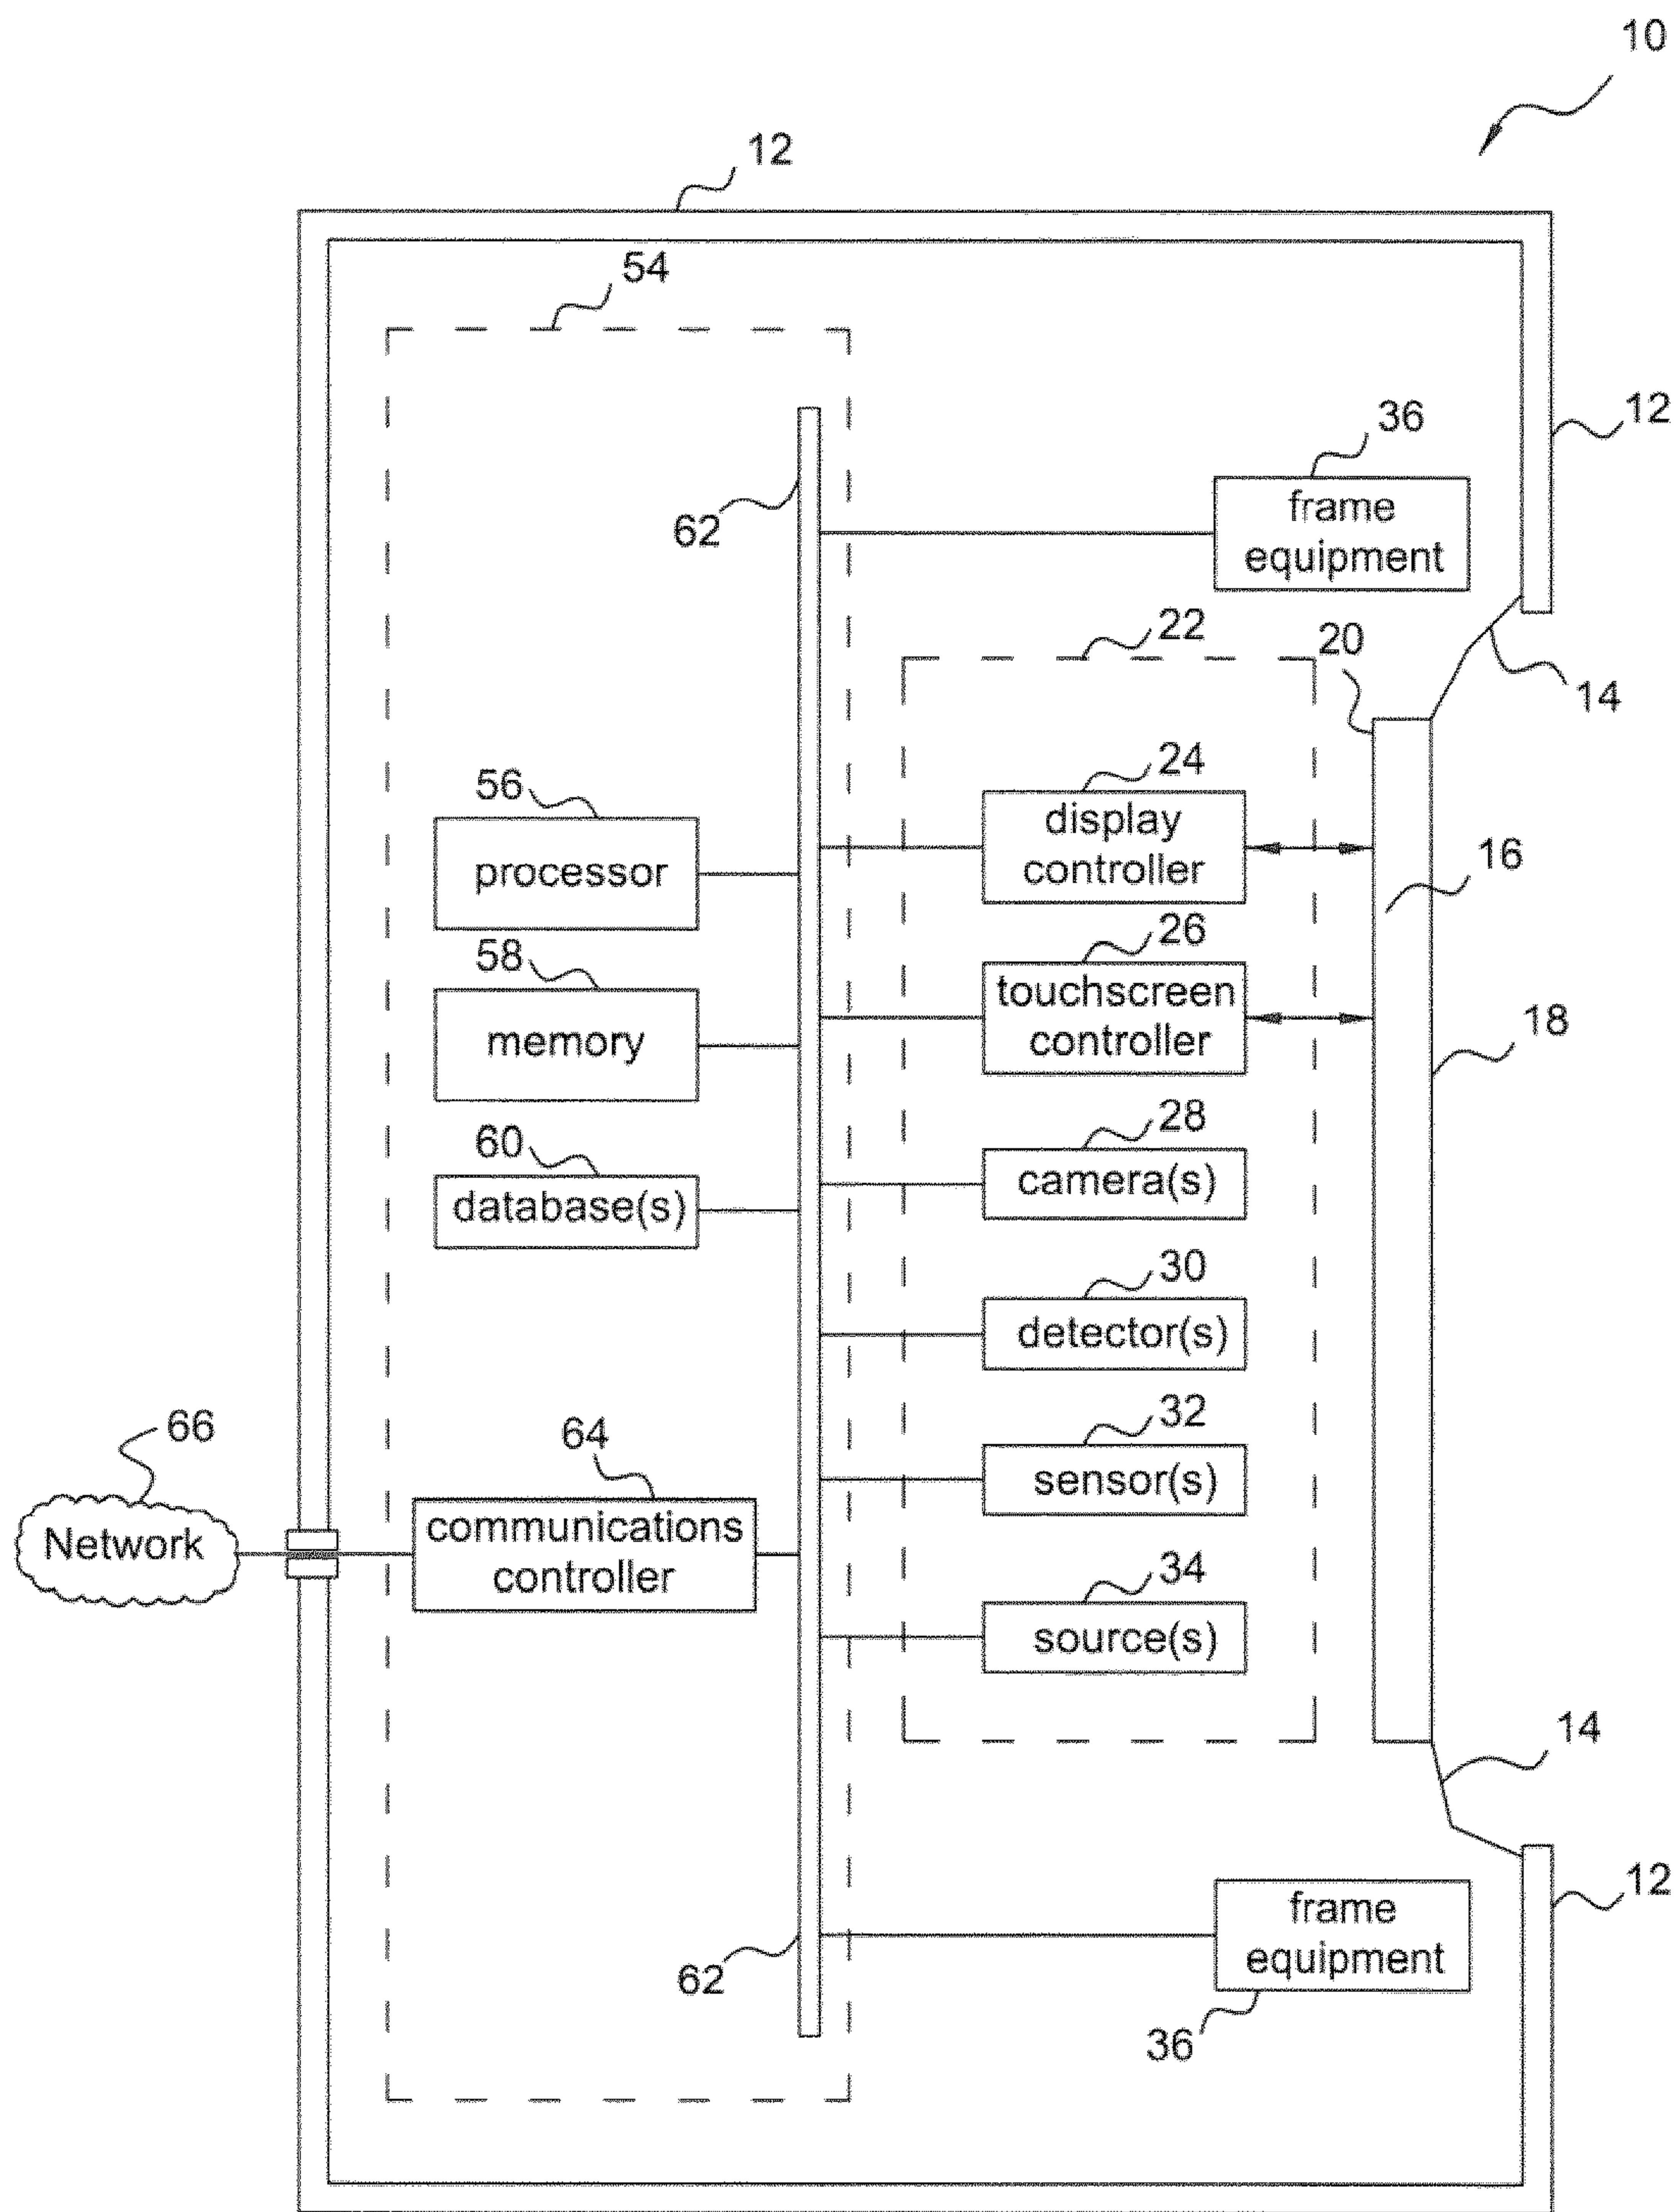 10
12
54
36
12
frame
equipment
62
22
20
14
24
56
display
controller
16
processor
26
58
touchscreen
controller
18
memory
28
60
camera(s)
database(s)
30
detector(s)
32
66
64
sensor(s)
communications
controller
Network
34
source(s)
14
12
frame
equipment
62
36